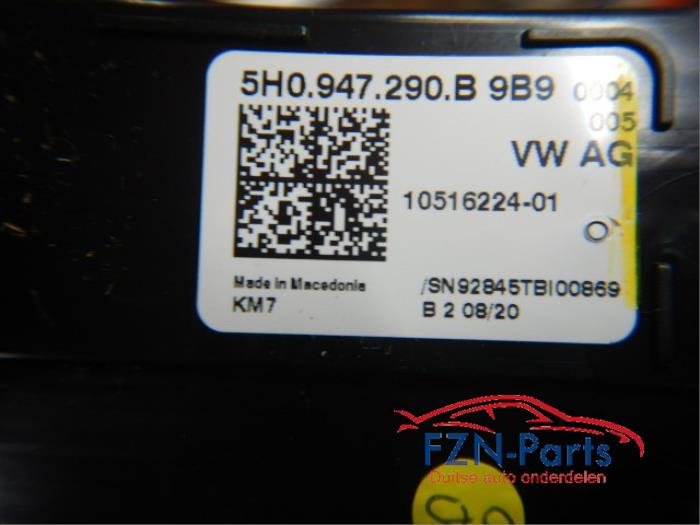 5H0.947.290.B 9B9 0004
005
VW AG
10516224-01
Made in Macedonia
KM7
/SN92845TBI00869
B 2 08/20
FZN-Parts
Duitse auto onderdelen